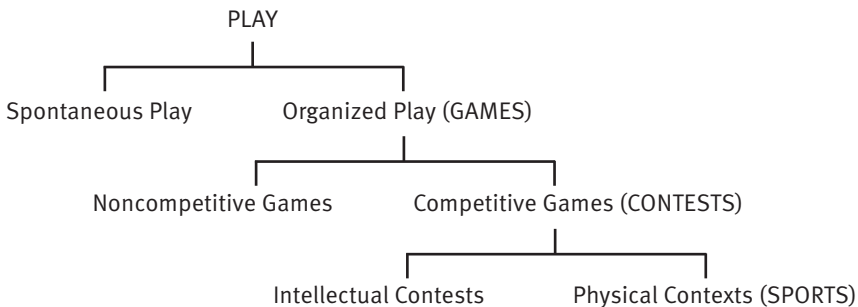 PLAY
Spontaneous Play
Organized Play (GAMES)
Noncompetitive Games
Competitive Games (CONTESTS)
Intellectual Contests
Physical Contexts (SPORTS)